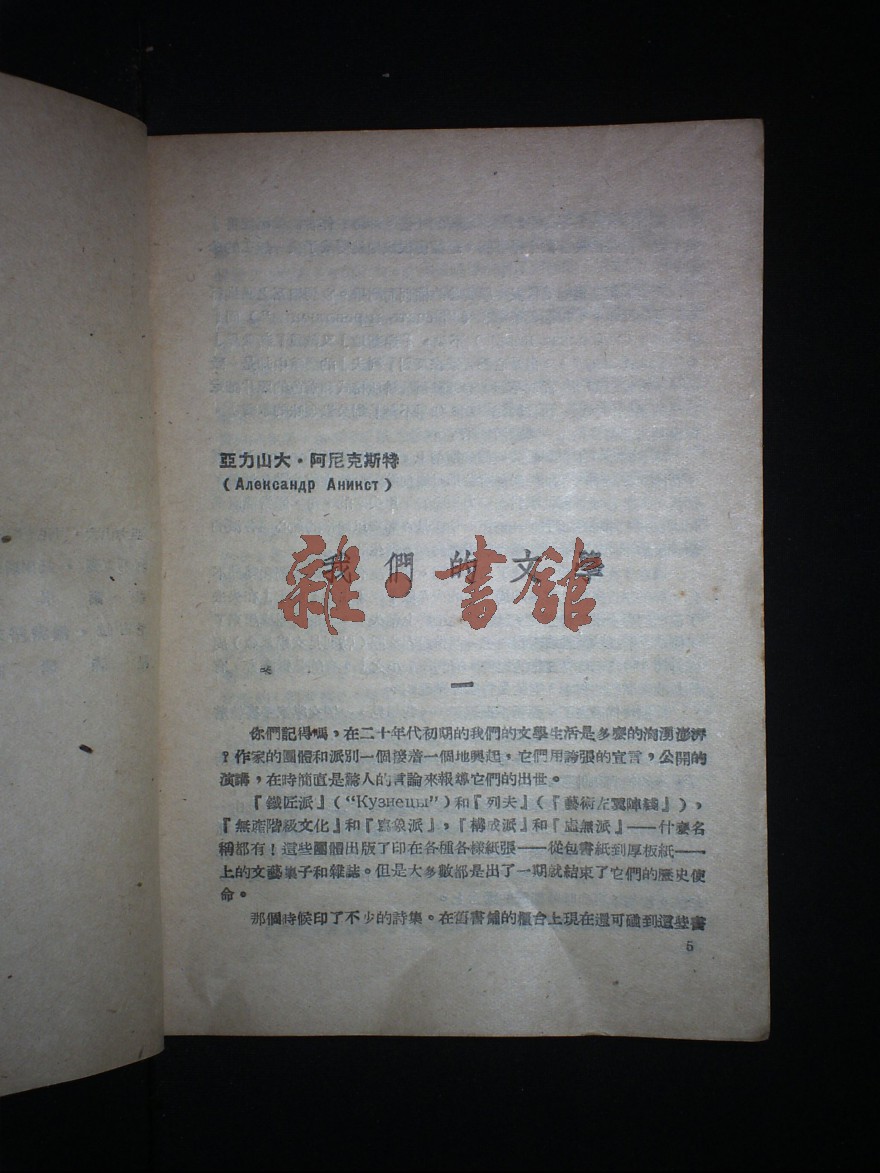 亞力山大·阿尼克斯特
(Александр Аникст)
我們的文學
雜·書館
一
你們記得嗎，在二十年代初期的我們的文學生活是多麼的洶湧澎湃
？作家的團體和派別一個接着一個地興起，它們用誇張的宣言，公開的
演講，在時簡直是驚人的言論來報導它們的出世。
『鐵匠派』(“Кузнецы”)和『列夫』(『藝術左翼陣綫』)，
『無產階級文化』和『意象派』，『構成派』和『虛無派』——什麼名
稱都有！這些團體出版了印在各種各樣紙張——從包書紙到厚板紙——
上的文藝集子和雜誌。但是大多數都是出了一期就結束了它們的歷史使
命。
那個時候印了不少的詩集。在舊書鋪的櫃台上現在還可碰到這些書
5